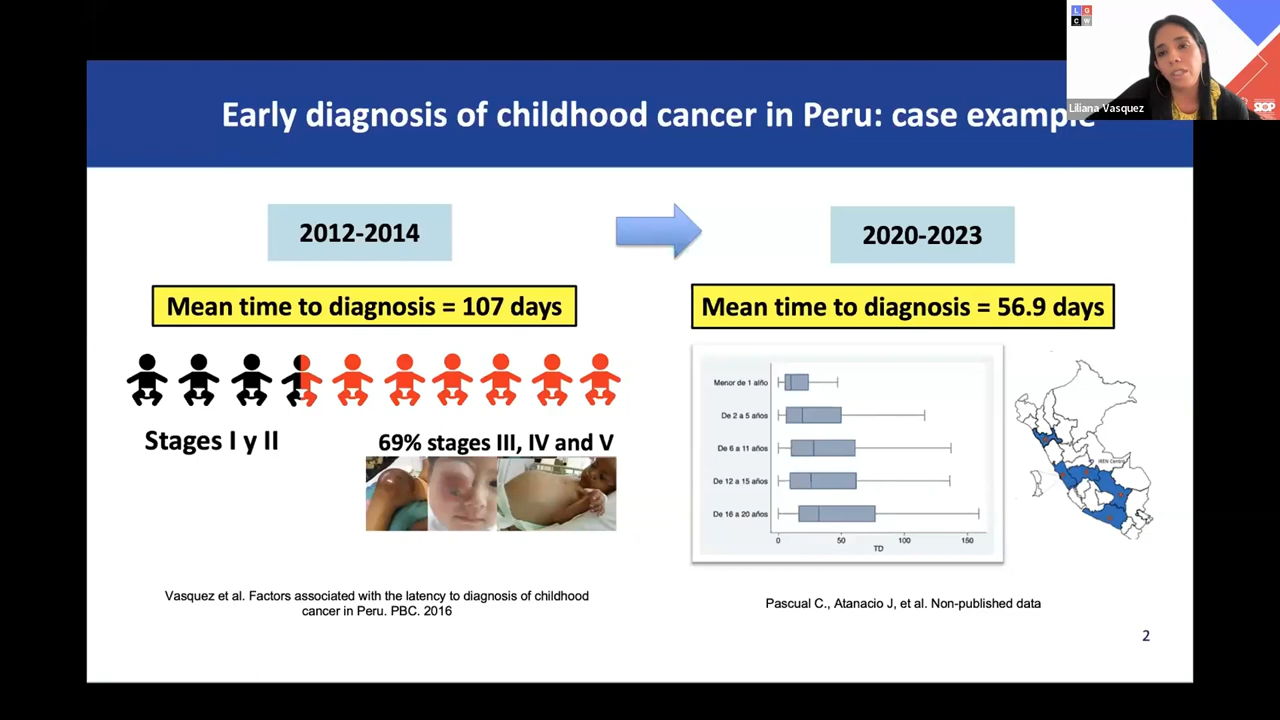 L G
C W
Liliana Vasquez
SIOP
Early diagnosis of childhood cancer in Peru: case example
2012-2014
2020-2023
Mean time to diagnosis = 107 days
Mean time to diagnosis = 56.9 days
Stages I y II
69% stages III, IV and V
Menor de 1 alño
De 2 a 5 años
De 6 a 11 años
De 12 a 15 años
De 16 a 20 años
0 50 100 150
TD
IREN Centro
Vasquez et al. Factors associated with the latency to diagnosis of childhood
cancer in Peru. PBC. 2016
Pascual C., Atanacio J, et al. Non-published data
2